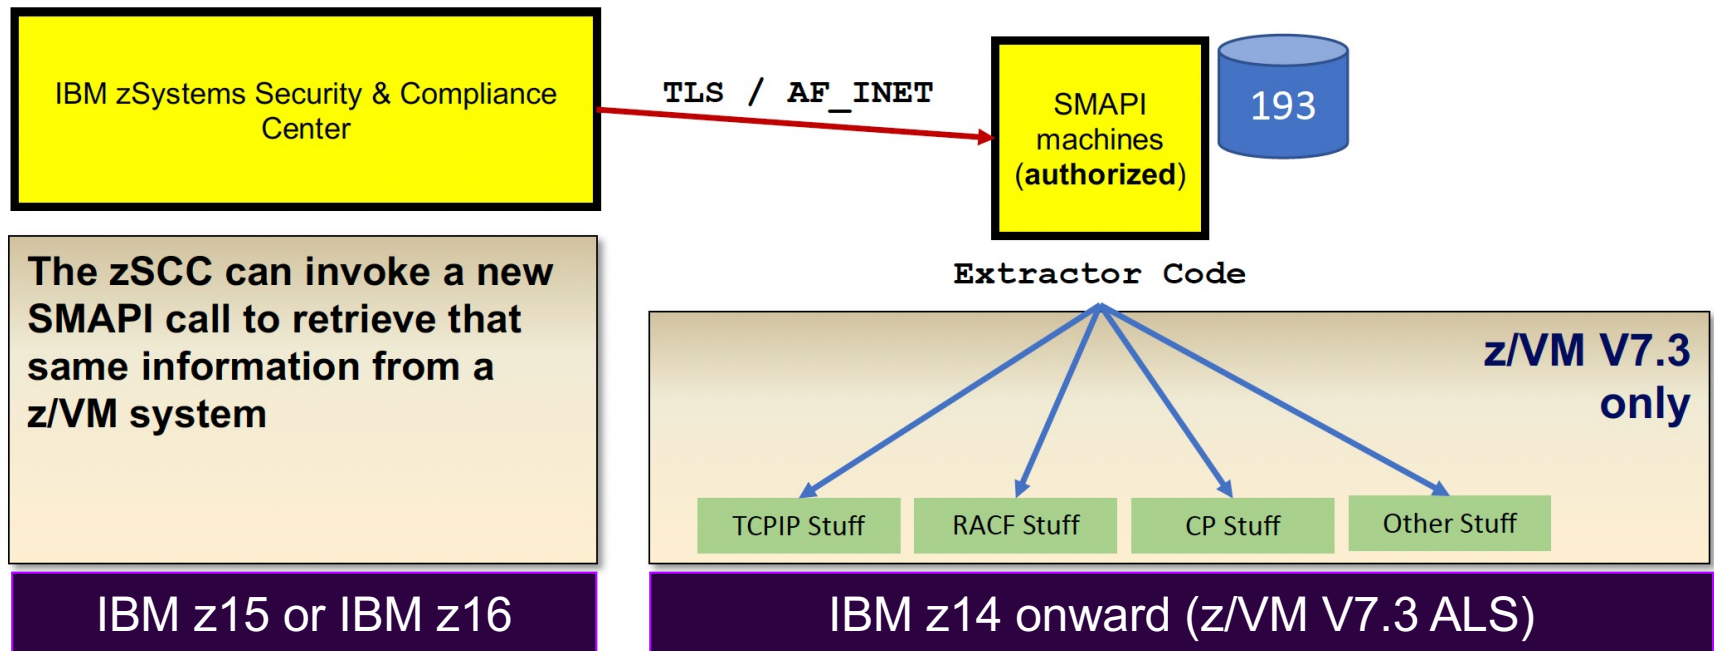 IBM zSystems Security & Compliance
Center
TLS / AF_INET
SMAPI
machines
(authorized)
193
The zSCC can invoke a new
SMAPI call to retrieve that
same information from a
z/VM system
Extractor Code
z/VM V7.3
only
TCPIP Stuff
RACF Stuff
CP Stuff
Other Stuff
IBM z15 or IBM z16
IBM z14 onward (z/VM V7.3 ALS)